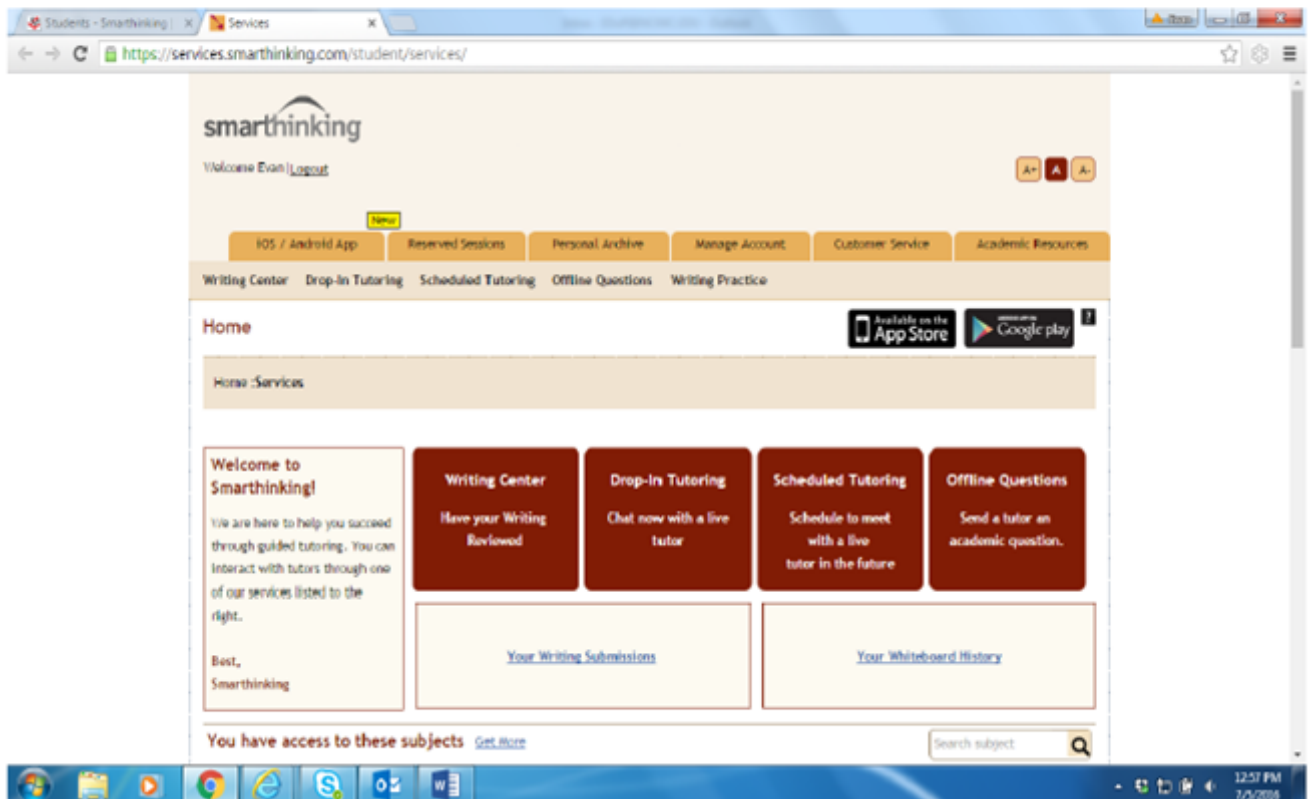 Students - Smarthinking |
Services
https://services.smarthinking.com/student/services/
smarthinking
Welcome Evan | Logout
A+ A A-
New
iOS / Android App Reserved Sessions Personal Archive Manage Account Customer Service Academic Resources
Writing Center Drop-In Tutoring Scheduled Tutoring Offline Questions Writing Practice
Home
Available on the
App Store
Google play
?
Home :Services
Welcome to
Smarthinking!
We are here to help you succeed
through guided tutoring. You can
interact with tutors through one
of our services listed to the
right.
Best,
Smarthinking
Writing Center
Have your Writing
Reviewed
Drop-In Tutoring
Chat now with a live
tutor
Scheduled Tutoring
Schedule to meet
with a live
tutor in the future
Offline Questions
Send a tutor an
academic question.
Your Writing Submissions
Your Whiteboard History
You have access to these subjects Get More
Search subject
12:57 PM
7/5/2016